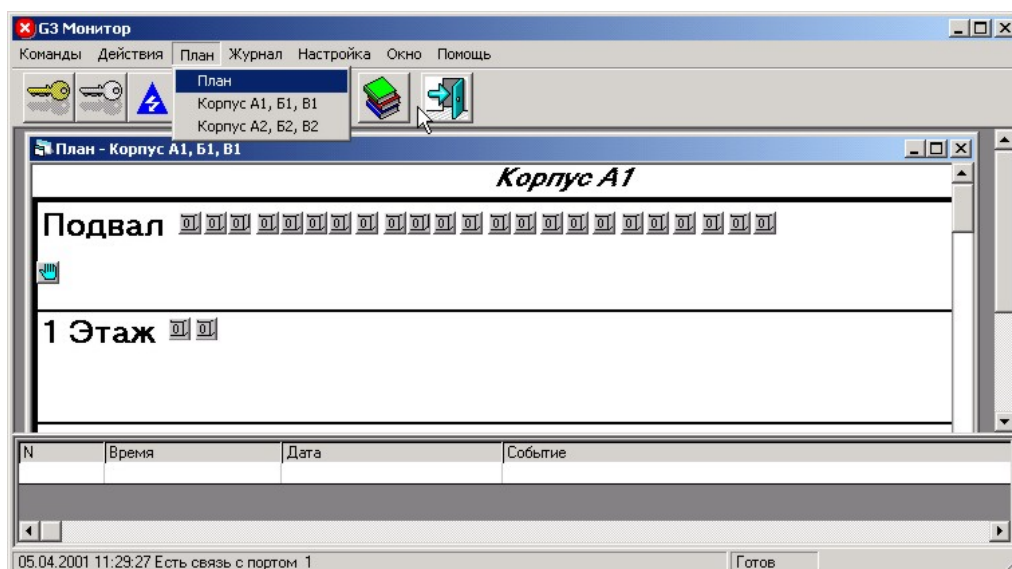 G3 Монитор
Команды Действия План Журнал Настройка Окно Помощь
План
Корпус А1, Б1, В1
Корпус А2, Б2, В2
План - Корпус А1, Б1, В1
Корпус А1
Подвал
1 Этаж
N Время Дата Событие
05.04.2001 11:29:27 Есть связь с портом 1 Готов